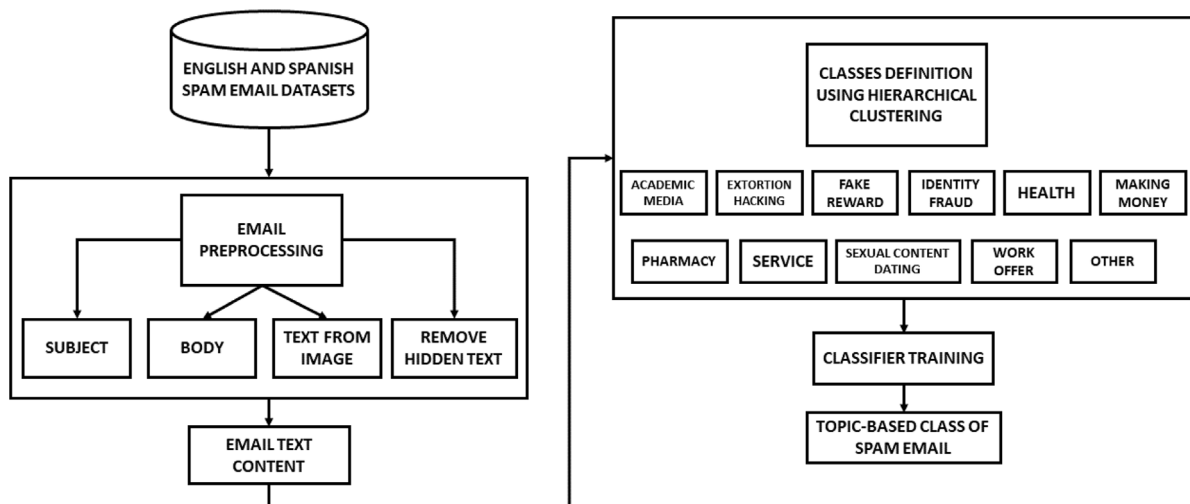 ENGLISH AND SPANISH
SPAM EMAIL DATASETS
EMAIL
PREPROCESSING
SUBJECT
BODY
TEXT FROM
IMAGE
REMOVE
HIDDEN TEXT
EMAIL TEXT
CONTENT
CLASSES DEFINITION
USING HIERARCHICAL
CLUSTERING
ACADEMIC
MEDIA
EXTORTION
HACKING
FAKE
REWARD
IDENTITY
FRAUD
HEALTH
MAKING
MONEY
PHARMACY
SERVICE
SEXUAL CONTENT
DATING
WORK
OFFER
OTHER
CLASSIFIER TRAINING
TOPIC-BASED CLASS OF
SPAM EMAIL